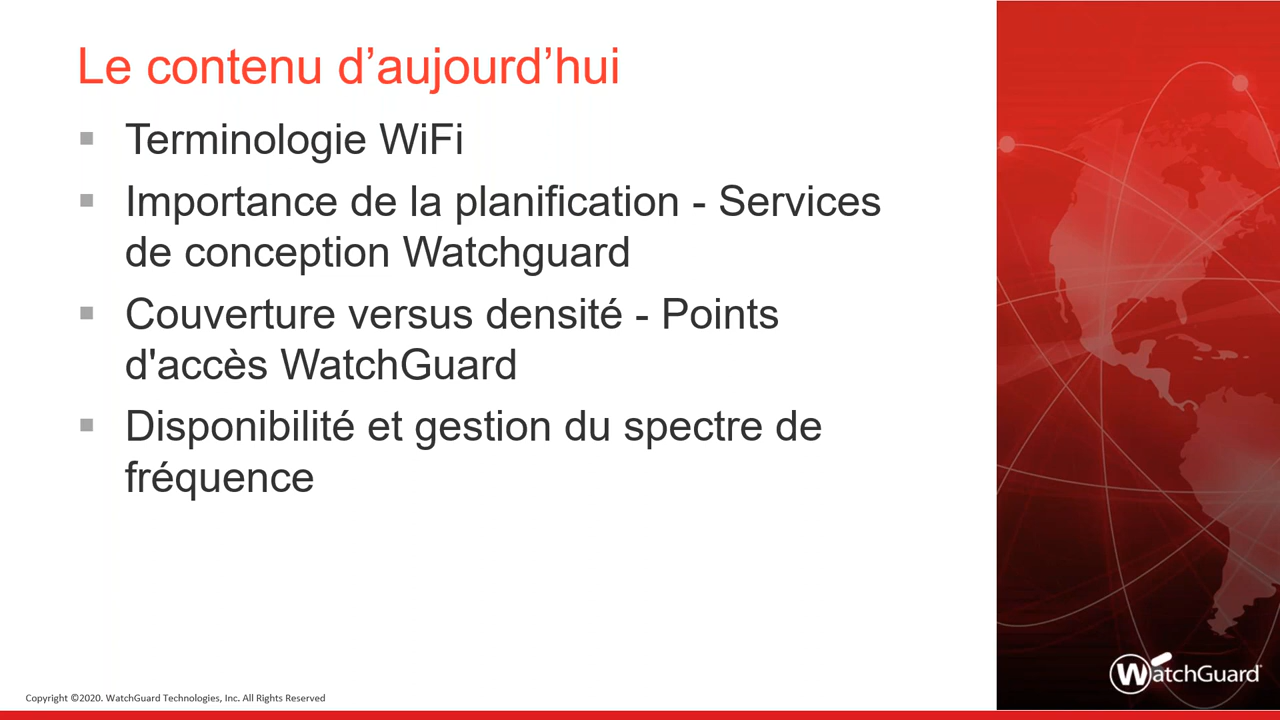 Le contenu d’aujourd’hui
▪ Terminologie WiFi
▪ Importance de la planification - Services
de conception Watchguard
▪ Couverture versus densité - Points
d'accès WatchGuard
▪ Disponibilité et gestion du spectre de
fréquence
WatchGuard
Copyright ©2020. WatchGuard Technologies, Inc. All Rights Reserved